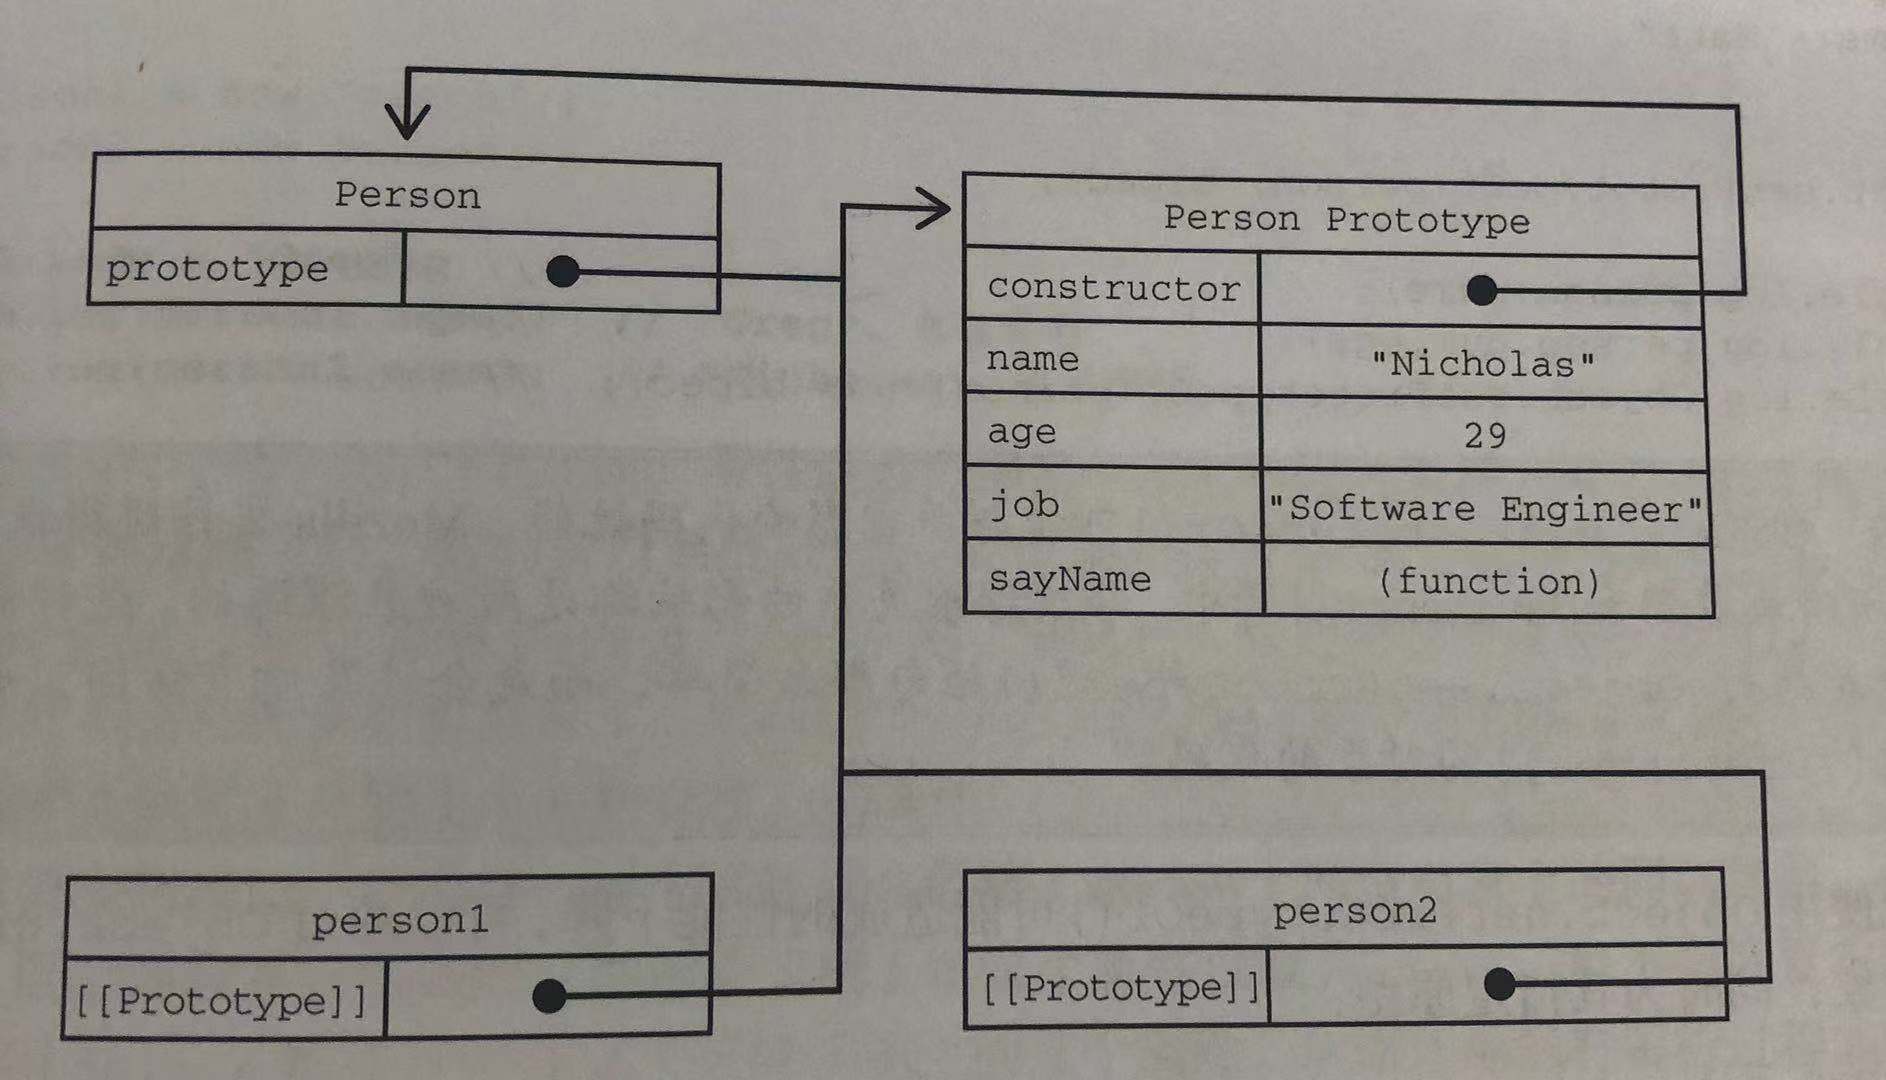 Person
prototype
Person Prototype
constructor
name "Nicholas"
age 29
job "Software Engineer"
sayName (function)
person1
[[Prototype]]
person2
[[Prototype]]